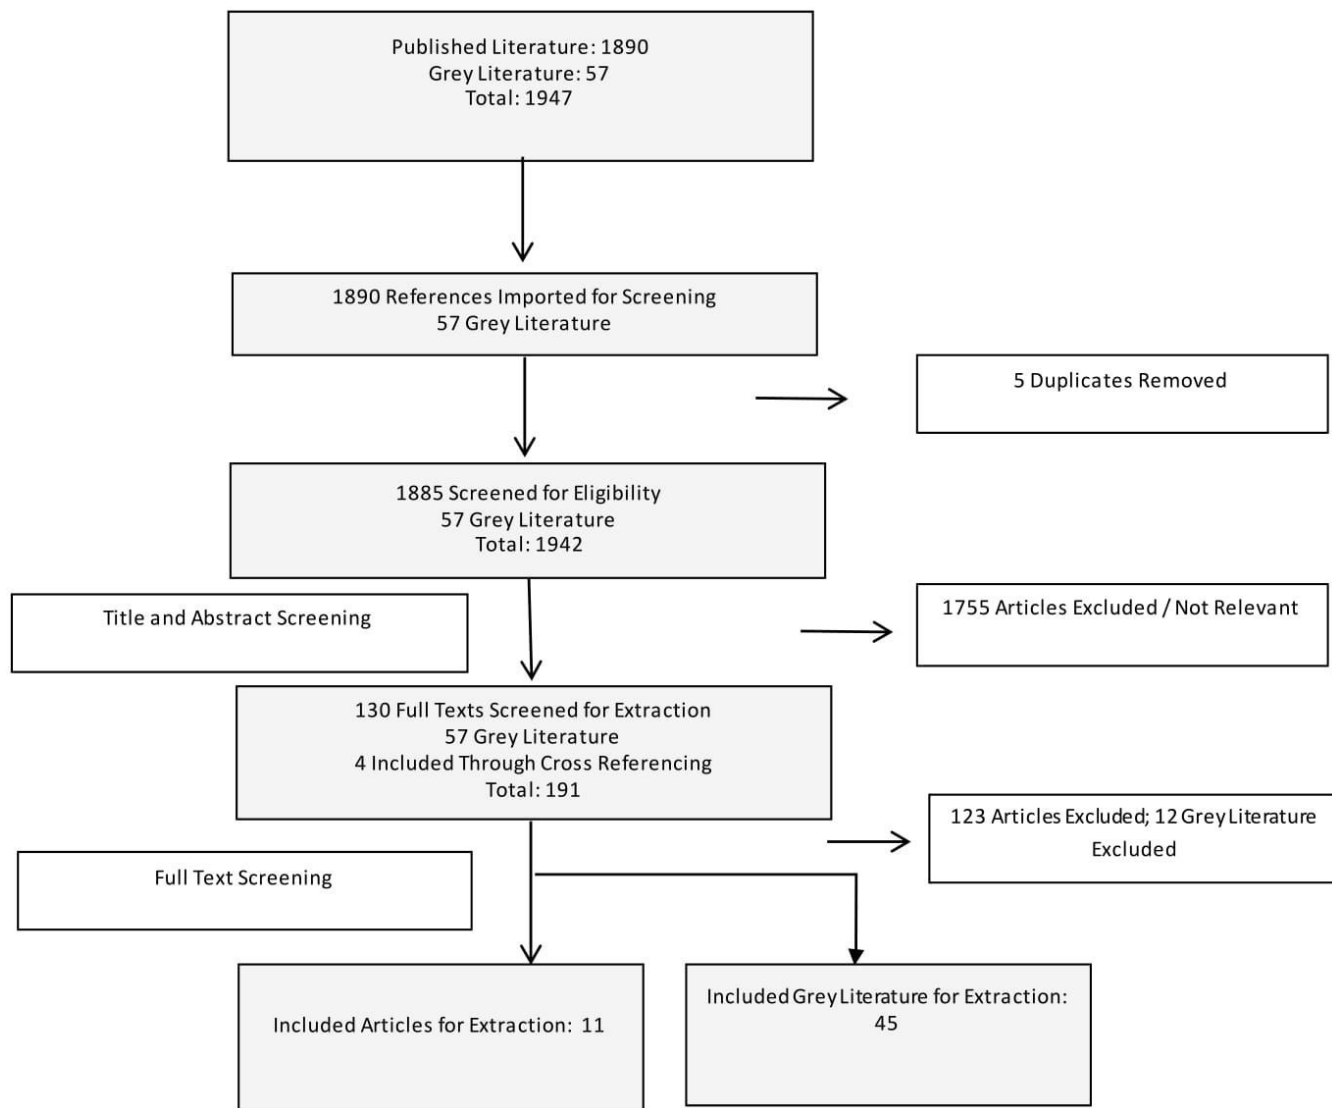 Published Literature: 1890
Grey Literature: 57
Total: 1947
1890 References Imported for Screening
57 Grey Literature
5 Duplicates Removed
1885 Screened for Eligibility
57 Grey Literature
Total: 1942
Title and Abstract Screening
1755 Articles Excluded / Not Relevant
130 Full Texts Screened for Extraction
57 Grey Literature
4 Included Through Cross Referencing
Total: 191
123 Articles Excluded; 12 Grey Literature
Excluded
Full Text Screening
Included Articles for Extraction: 11
Included Grey Literature for Extraction:
45